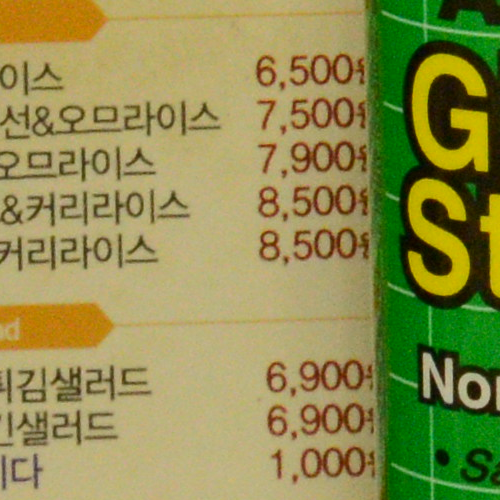 이스 6,500원
선&오므라이스 7,500원
오므라이스 7,900원
&커리라이스 8,500원
커리라이스 8,500원
튀김샐러드 6,900원
긴샐러드 6,900원
다 1,000원
G
St
Nor